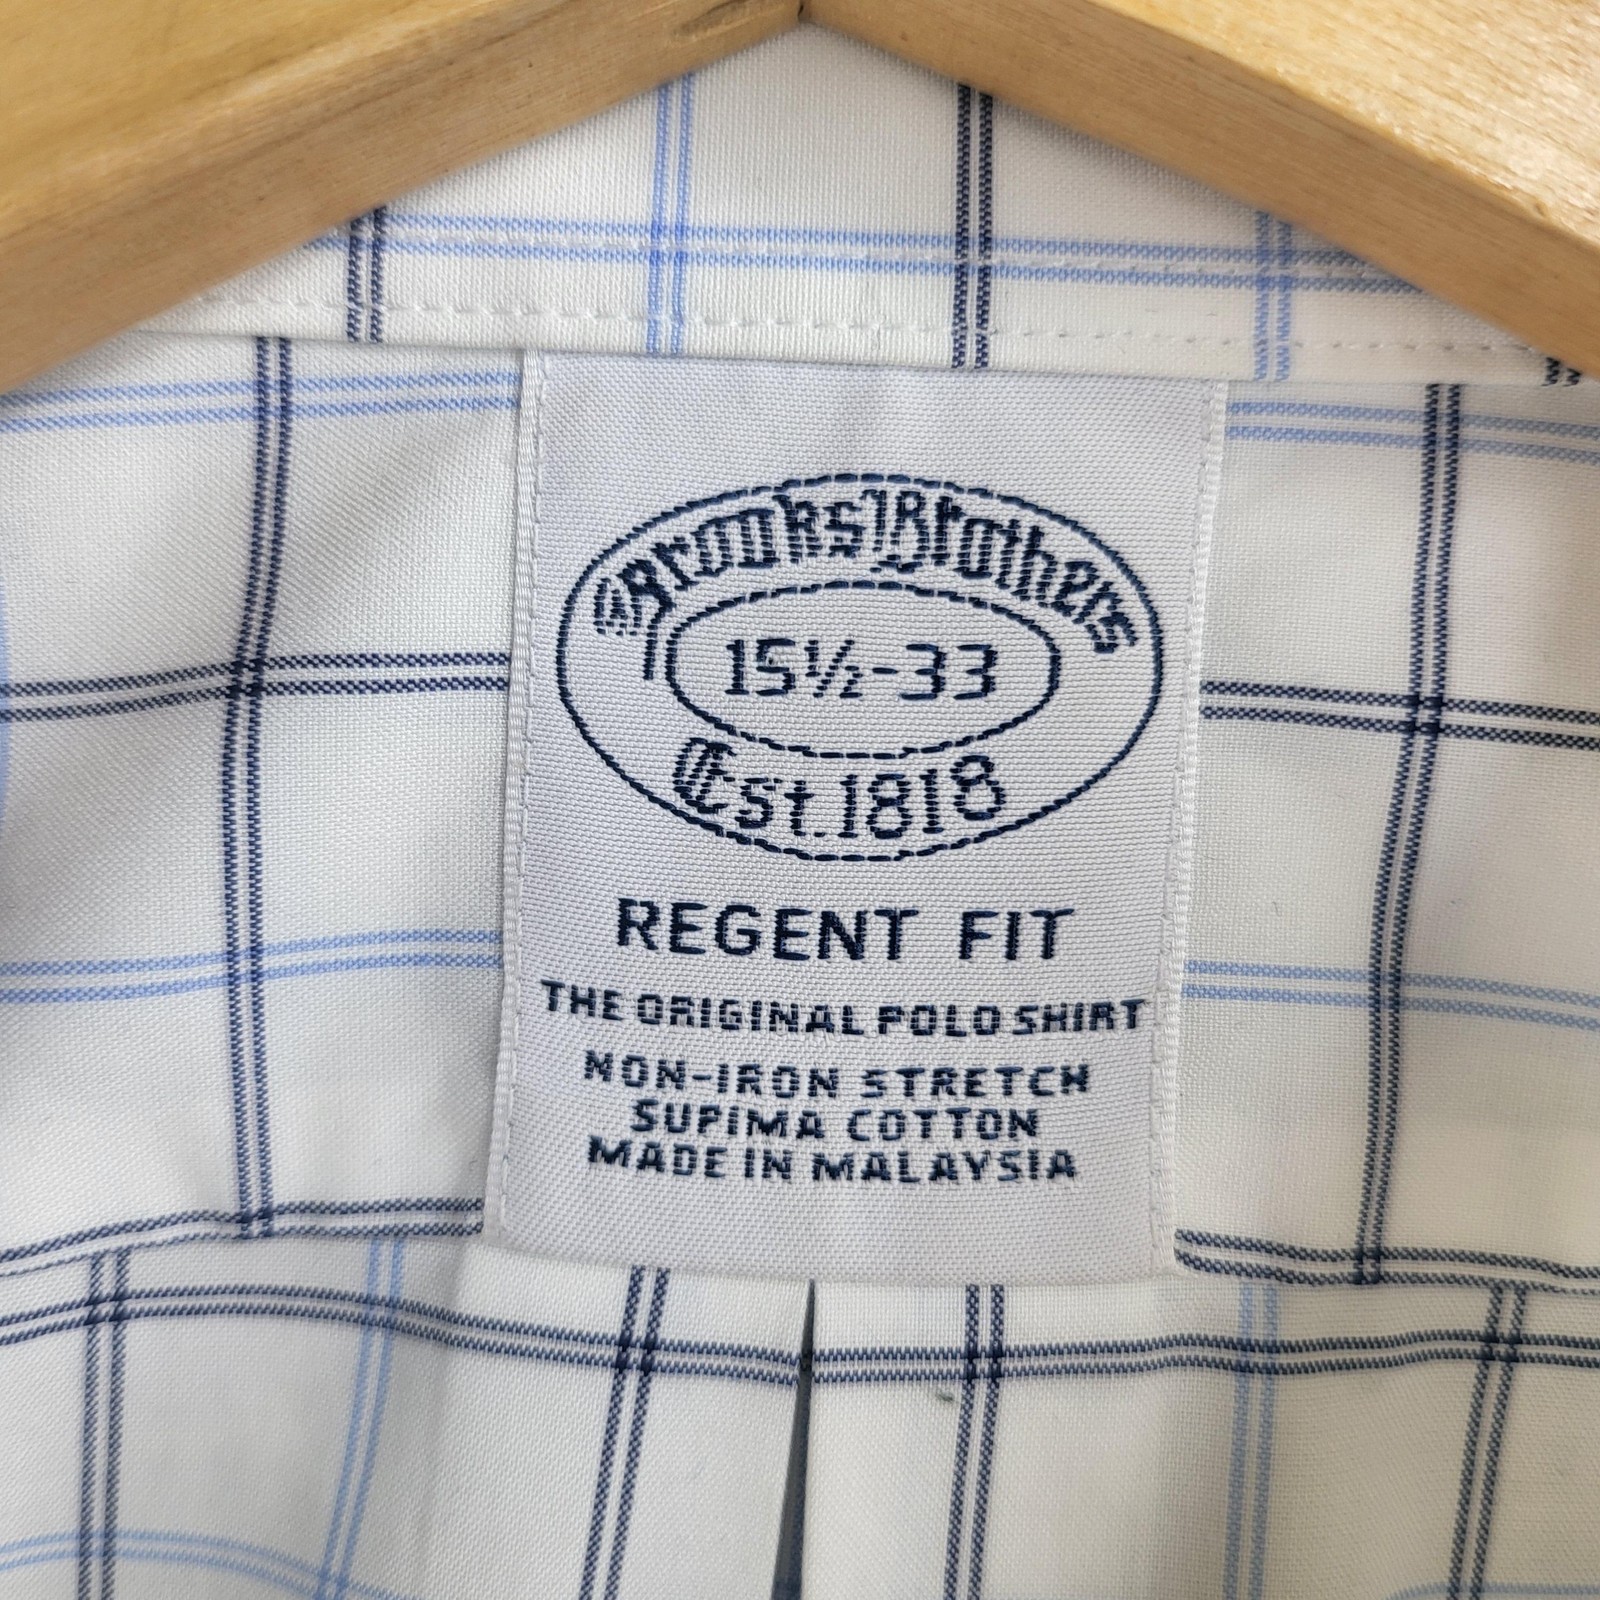 Brooks Brothers
15½-33
Est. 1818
REGENT FIT
THE ORIGINAL POLO SHIRT
NON-IRON STRETCH
SUPIMA COTTON
MADE IN MALAYSIA